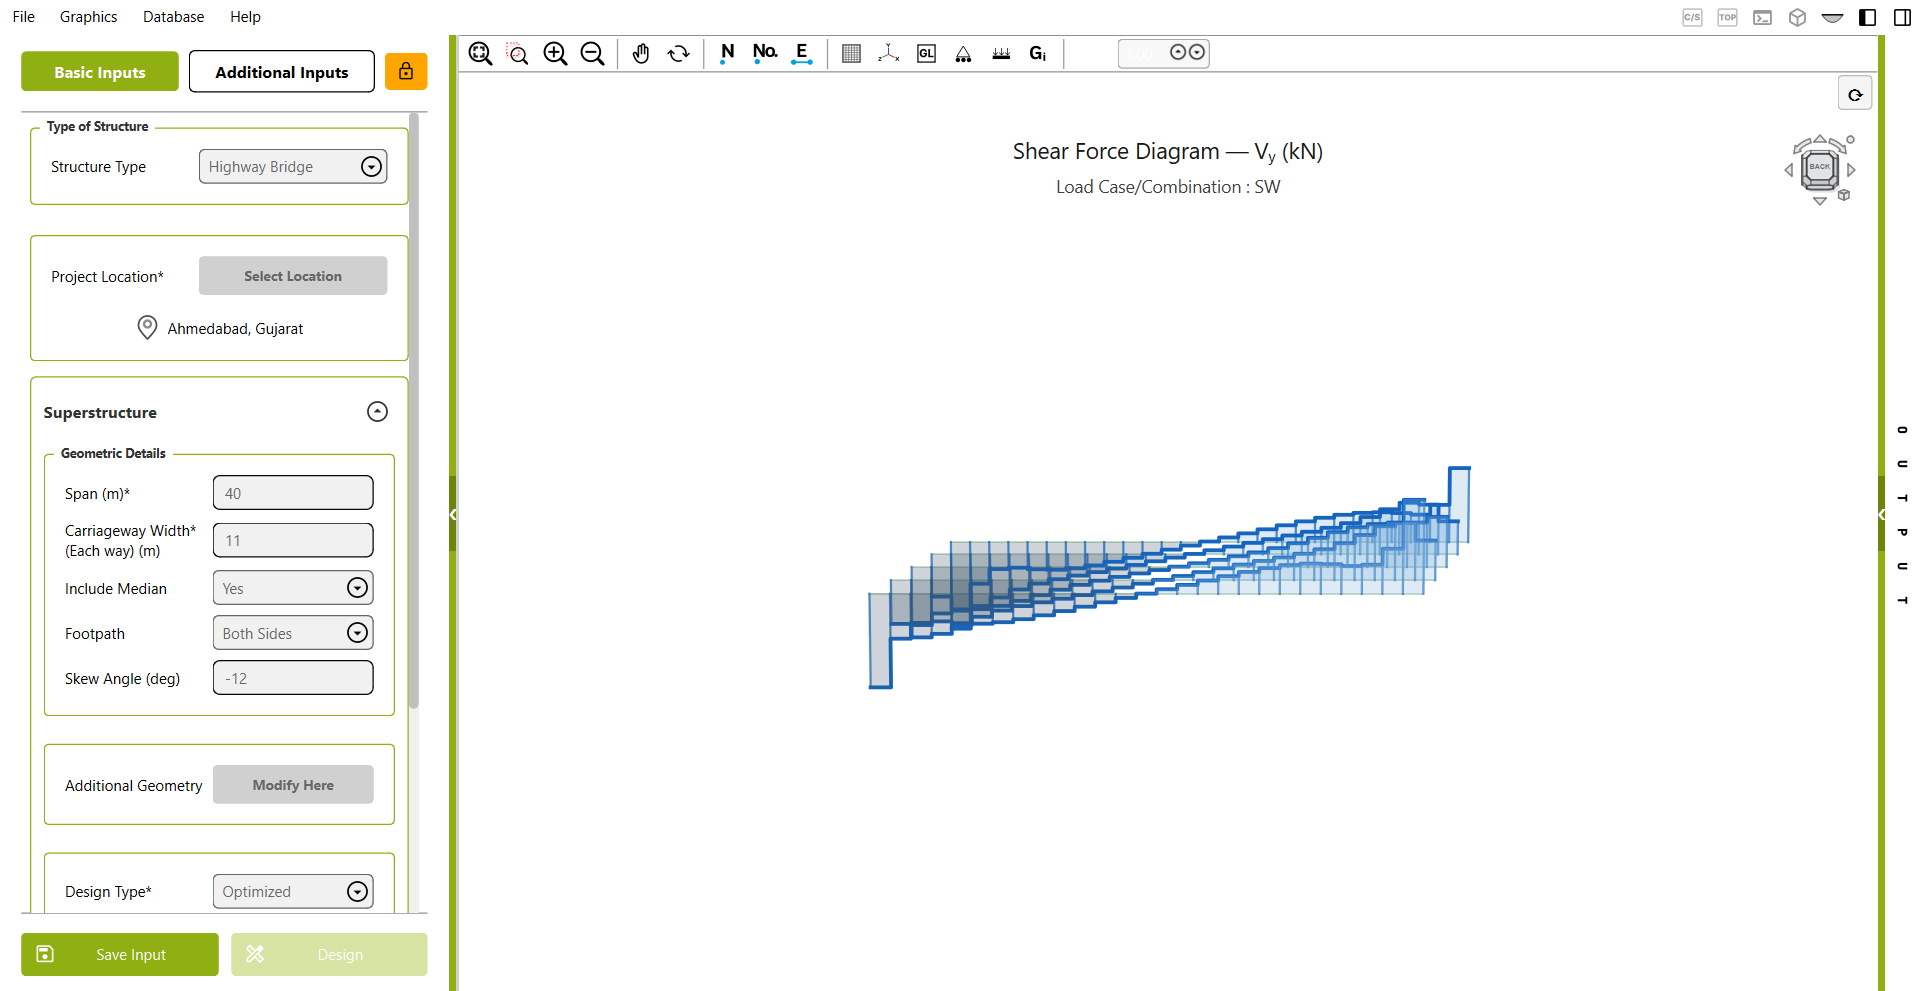 File Graphics Database Help
C/S TOP
Basic Inputs Additional Inputs
N No. E GL Gi
Type of Structure
Structure Type Highway Bridge
Project Location* Select Location
Ahmedabad, Gujarat
Superstructure
Geometric Details
Span (m)* 40
Carriageway Width* 11
(Each way) (m)
Include Median Yes
Footpath Both Sides
Skew Angle (deg) -12
Additional Geometry Modify Here
Design Type* Optimized
Save Input Design
Shear Force Diagram — Vy (kN)
Load Case/Combination : SW
BACK
Y
Z X
OUTPUT